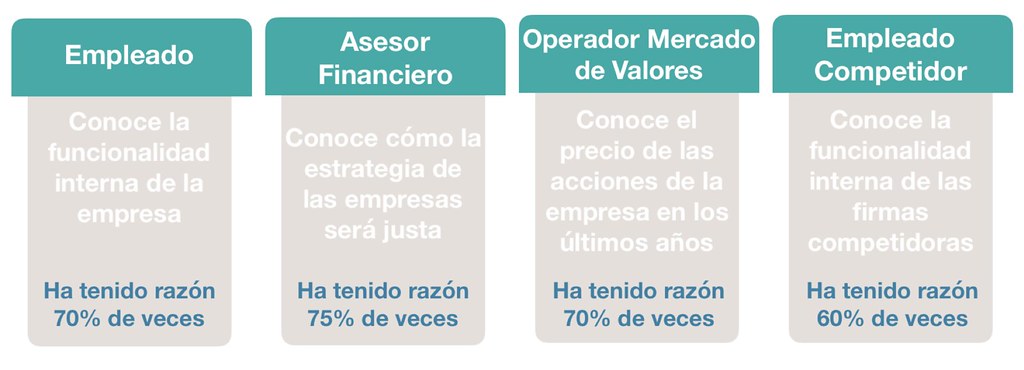 Empleado
Conoce la
funcionalidad
interna de la
empresa
Ha tenido razón
70% de veces
Asesor
Financiero
Conoce cómo la
estrategia de
las empresas
será justa
Ha tenido razón
75% de veces
Operador Mercado
de Valores
Conoce el
precio de las
acciones de la
empresa en los
últimos años
Ha tenido razón
70% de veces
Empleado
Competidor
Conoce la
funcionalidad
interna de las
firmas
competidoras
Ha tenido razón
60% de veces